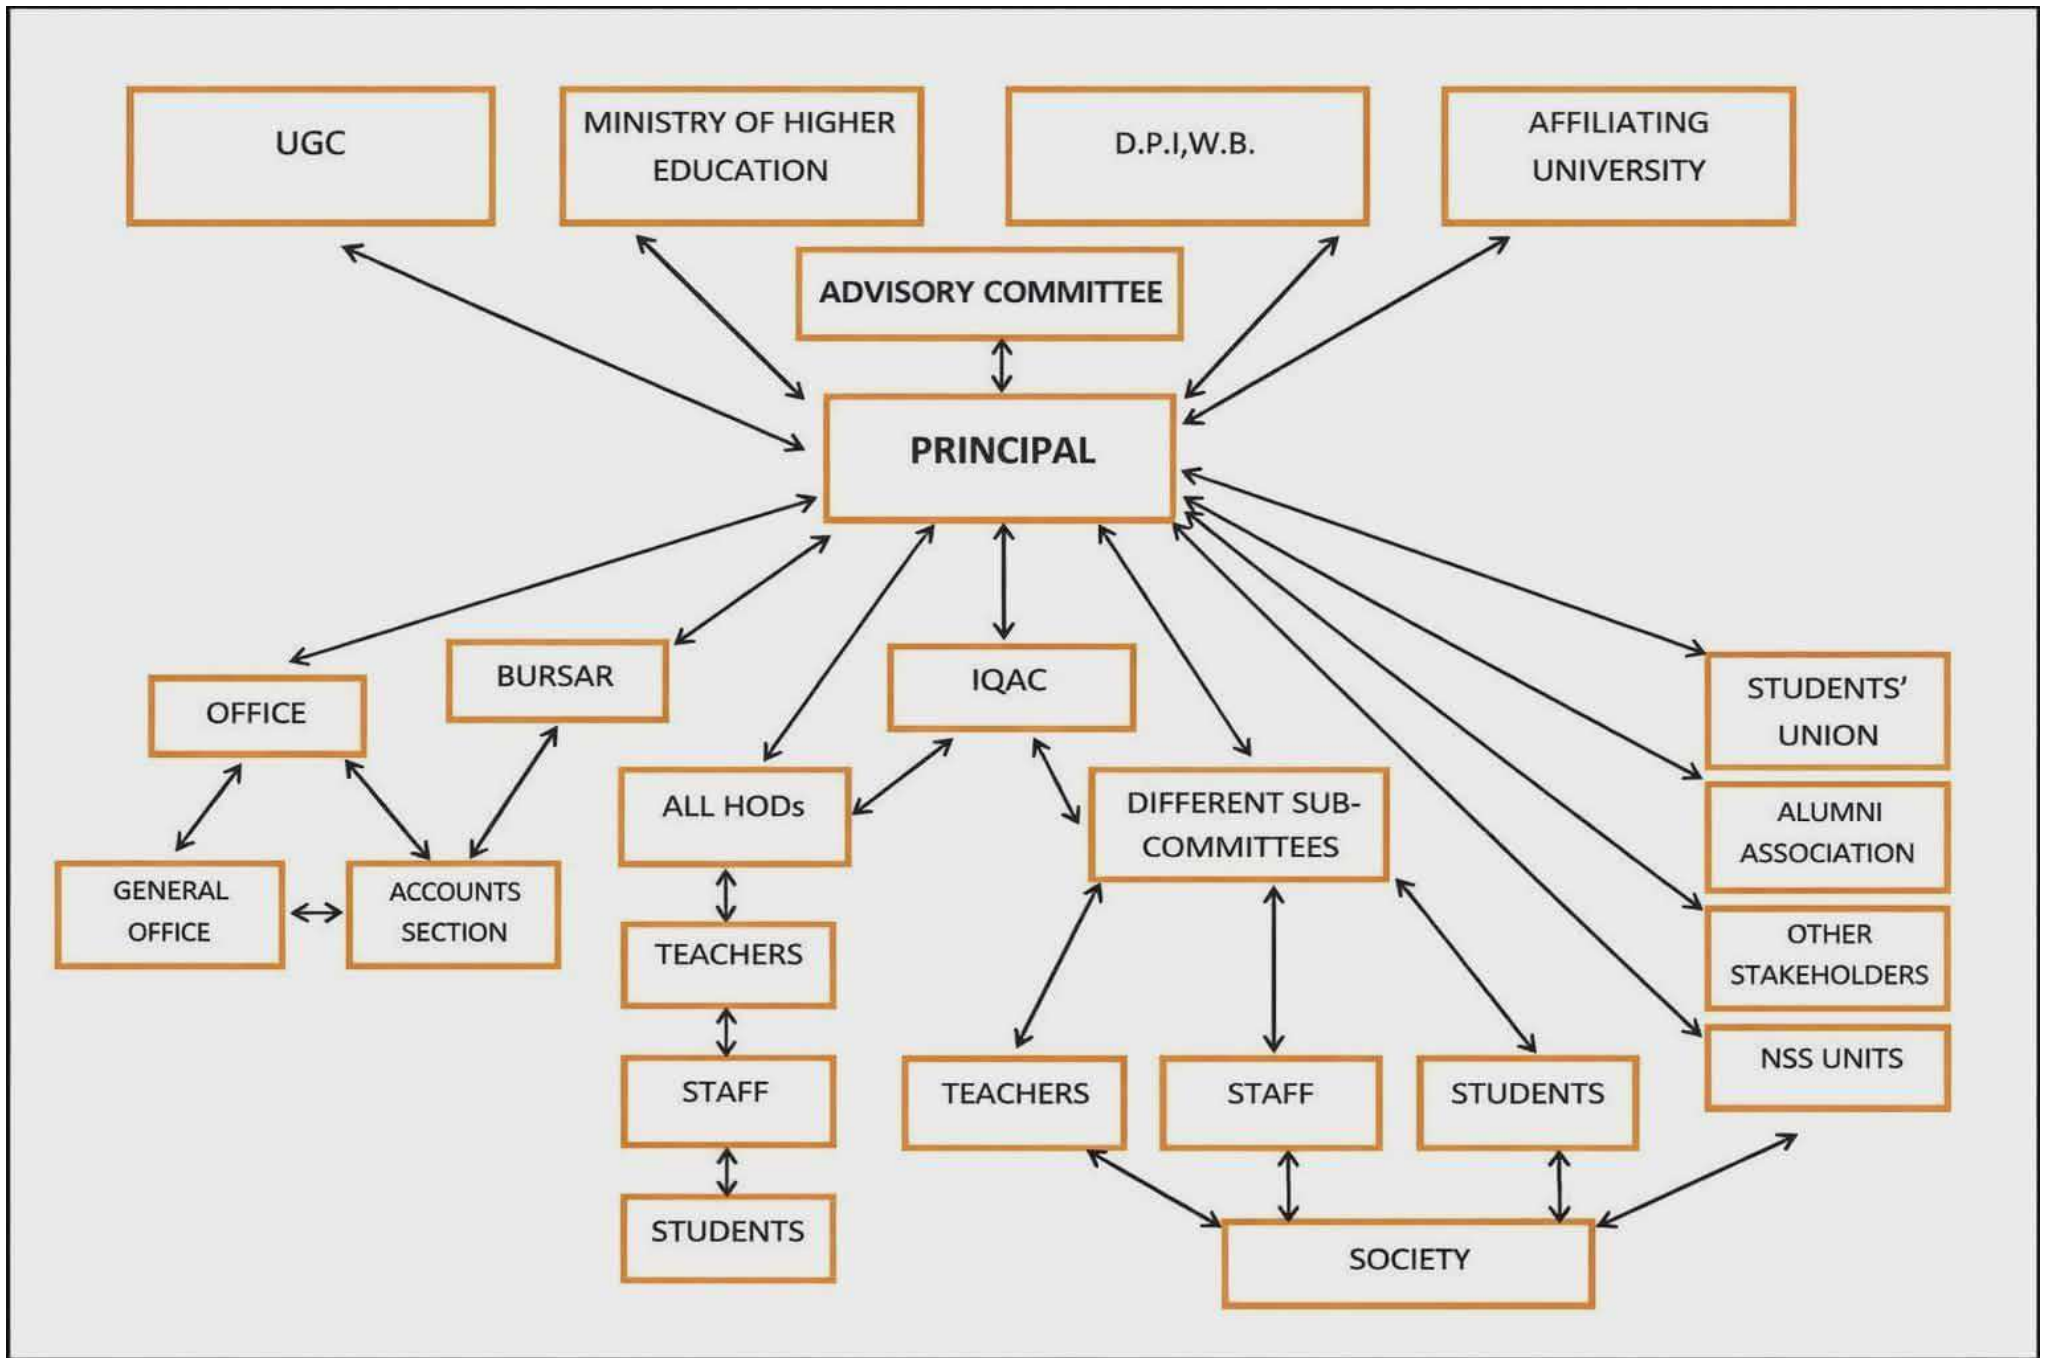 UGC
MINISTRY OF HIGHER
EDUCATION
D.P.I,W.B.
AFFILIATING
UNIVERSITY
ADVISORY COMMITTEE
PRINCIPAL
OFFICE
BURSAR
IQAC
STUDENTS’
UNION
ALL HODs
DIFFERENT SUB-
COMMITTEES
ALUMNI
ASSOCIATION
GENERAL
OFFICE
ACCOUNTS
SECTION
TEACHERS
OTHER
STAKEHOLDERS
STAFF
TEACHERS
STAFF
STUDENTS
NSS UNITS
STUDENTS
SOCIETY